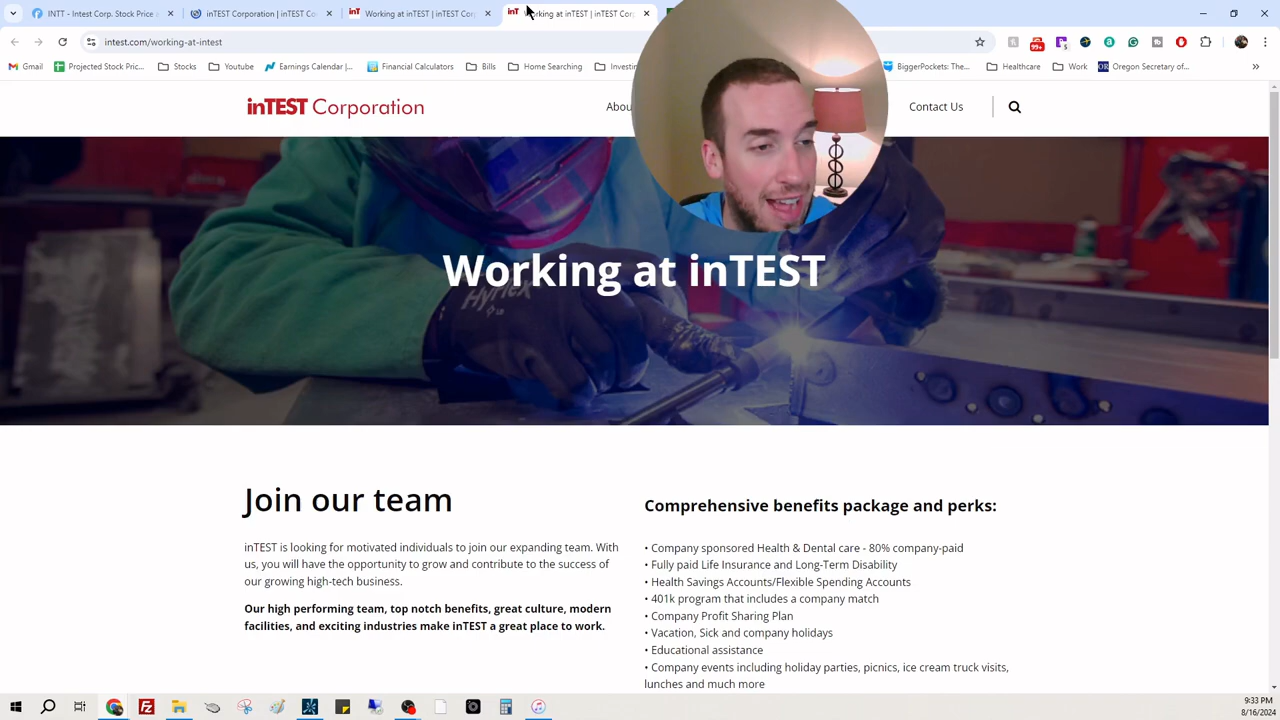 INTT - Income Stock. Stock Price a
inTEST Corporation | inTEST Corp
Working at inTEST | inTEST Corp
Working at inTEST | inTEST Corp
intest.com/working-at-intest
99+
Gmail
Projected Stock Pric...
Stocks
Youtube
Earnings Calendar |...
Financial Calculators
Bills
Home Searching
BiggerPockets: The...
Healthcare
Work
OR
Oregon Secretary of...
»
inTEST Corporation
Contact Us
HyFlex
Working at inTEST
Join our team
inTEST is looking for motivated individuals to join our expanding team. With
us, you will have the opportunity to grow and contribute to the success of
our growing high-tech business.
Our high performing team, top notch benefits, great culture, modern
facilities, and exciting industries make inTEST a great place to work.
Comprehensive benefits package and perks:
• Company sponsored Health & Dental care - 80% company-paid
• Fully paid Life Insurance and Long-Term Disability
• Health Savings Accounts/Flexible Spending Accounts
• 401k program that includes a company match
• Company Profit Sharing Plan
• Vacation, Sick and company holidays
• Educational assistance
• Company events including holiday parties, picnics, ice cream truck visits,
lunches and much more
9:33 PM
8/16/2024